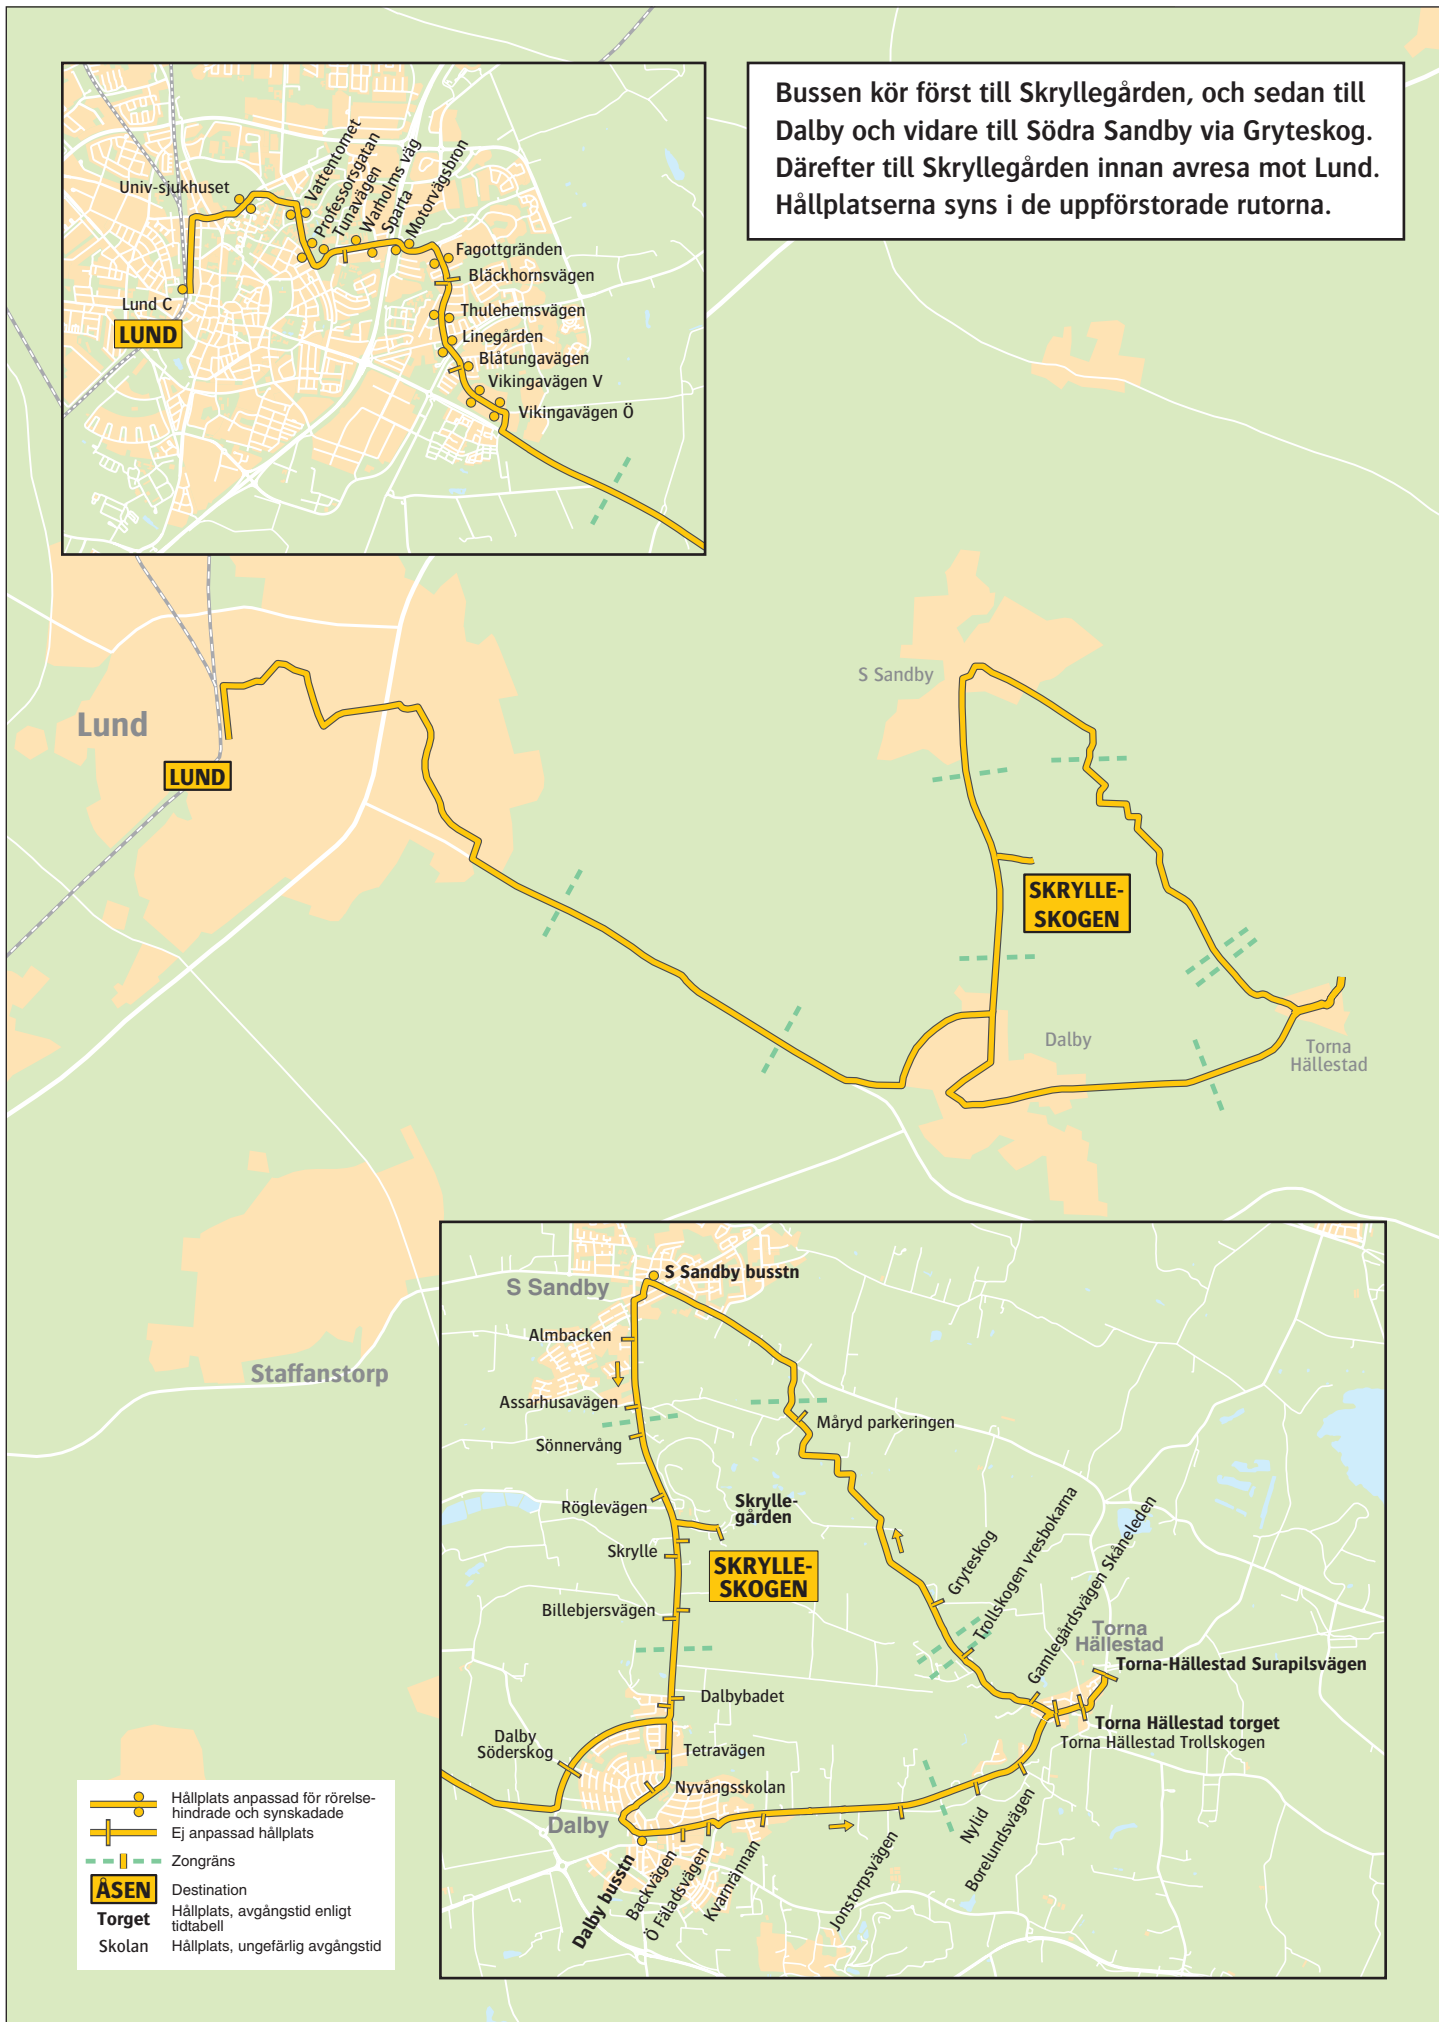 Bussen kör först till Skryllegården, och sedan till
Dalby och vidare till Södra Sandby via Gryteskog.
Därefter till Skryllegården innan avresa mot Lund.
Hållplatserna syns i de uppförstorade rutorna.
Univ-sjukhuset
Vattentornet
Professorsgatan
Tunavägen
Warholms väg
Sparta
Motorvägsbron
Fagottgränden
Bläckhornsvägen
Lund C
LUND
Thulehemsvägen
Linegården
Blåtungavägen
Vikingavägen V
Vikingavägen Ö
S Sandby
Lund
LUND
SKRYLLE-
SKOGEN
Dalby
Torna
Hällestad
Staffanstorp
S Sandby
S Sandby busstn
Almbacken
Assarhusavägen
Sönnervång
Måryd parkeringen
Röglevägen
Skrylle-
gården
Skrylle
SKRYLLE-
SKOGEN
Billebjersvägen
Gryteskog
Trollskogen vresbokarna
Gamlegårdsvägen Skåneleden
Torna
Hällestad
Torna-Hällestad Surapilsvägen
Torna Hällestad torget
Torna Hällestad Trollskogen
Dalbybadet
Dalby
Söderskog
Tetravägen
Nyvångsskolan
Dalby
Dalby busstn
Backvägen
Ö Fäladsvägen
Kvarnrännan
Jonstorpsvägen
Nylid
Borelundsvägen
Hållplats anpassad för rörelse-
hindrade och synskadade
Ej anpassad hållplats
Zongräns
ÅSEN Destination
Torget Hållplats, avgångstid enligt
tidtabell
Skolan Hållplats, ungefärlig avgångstid